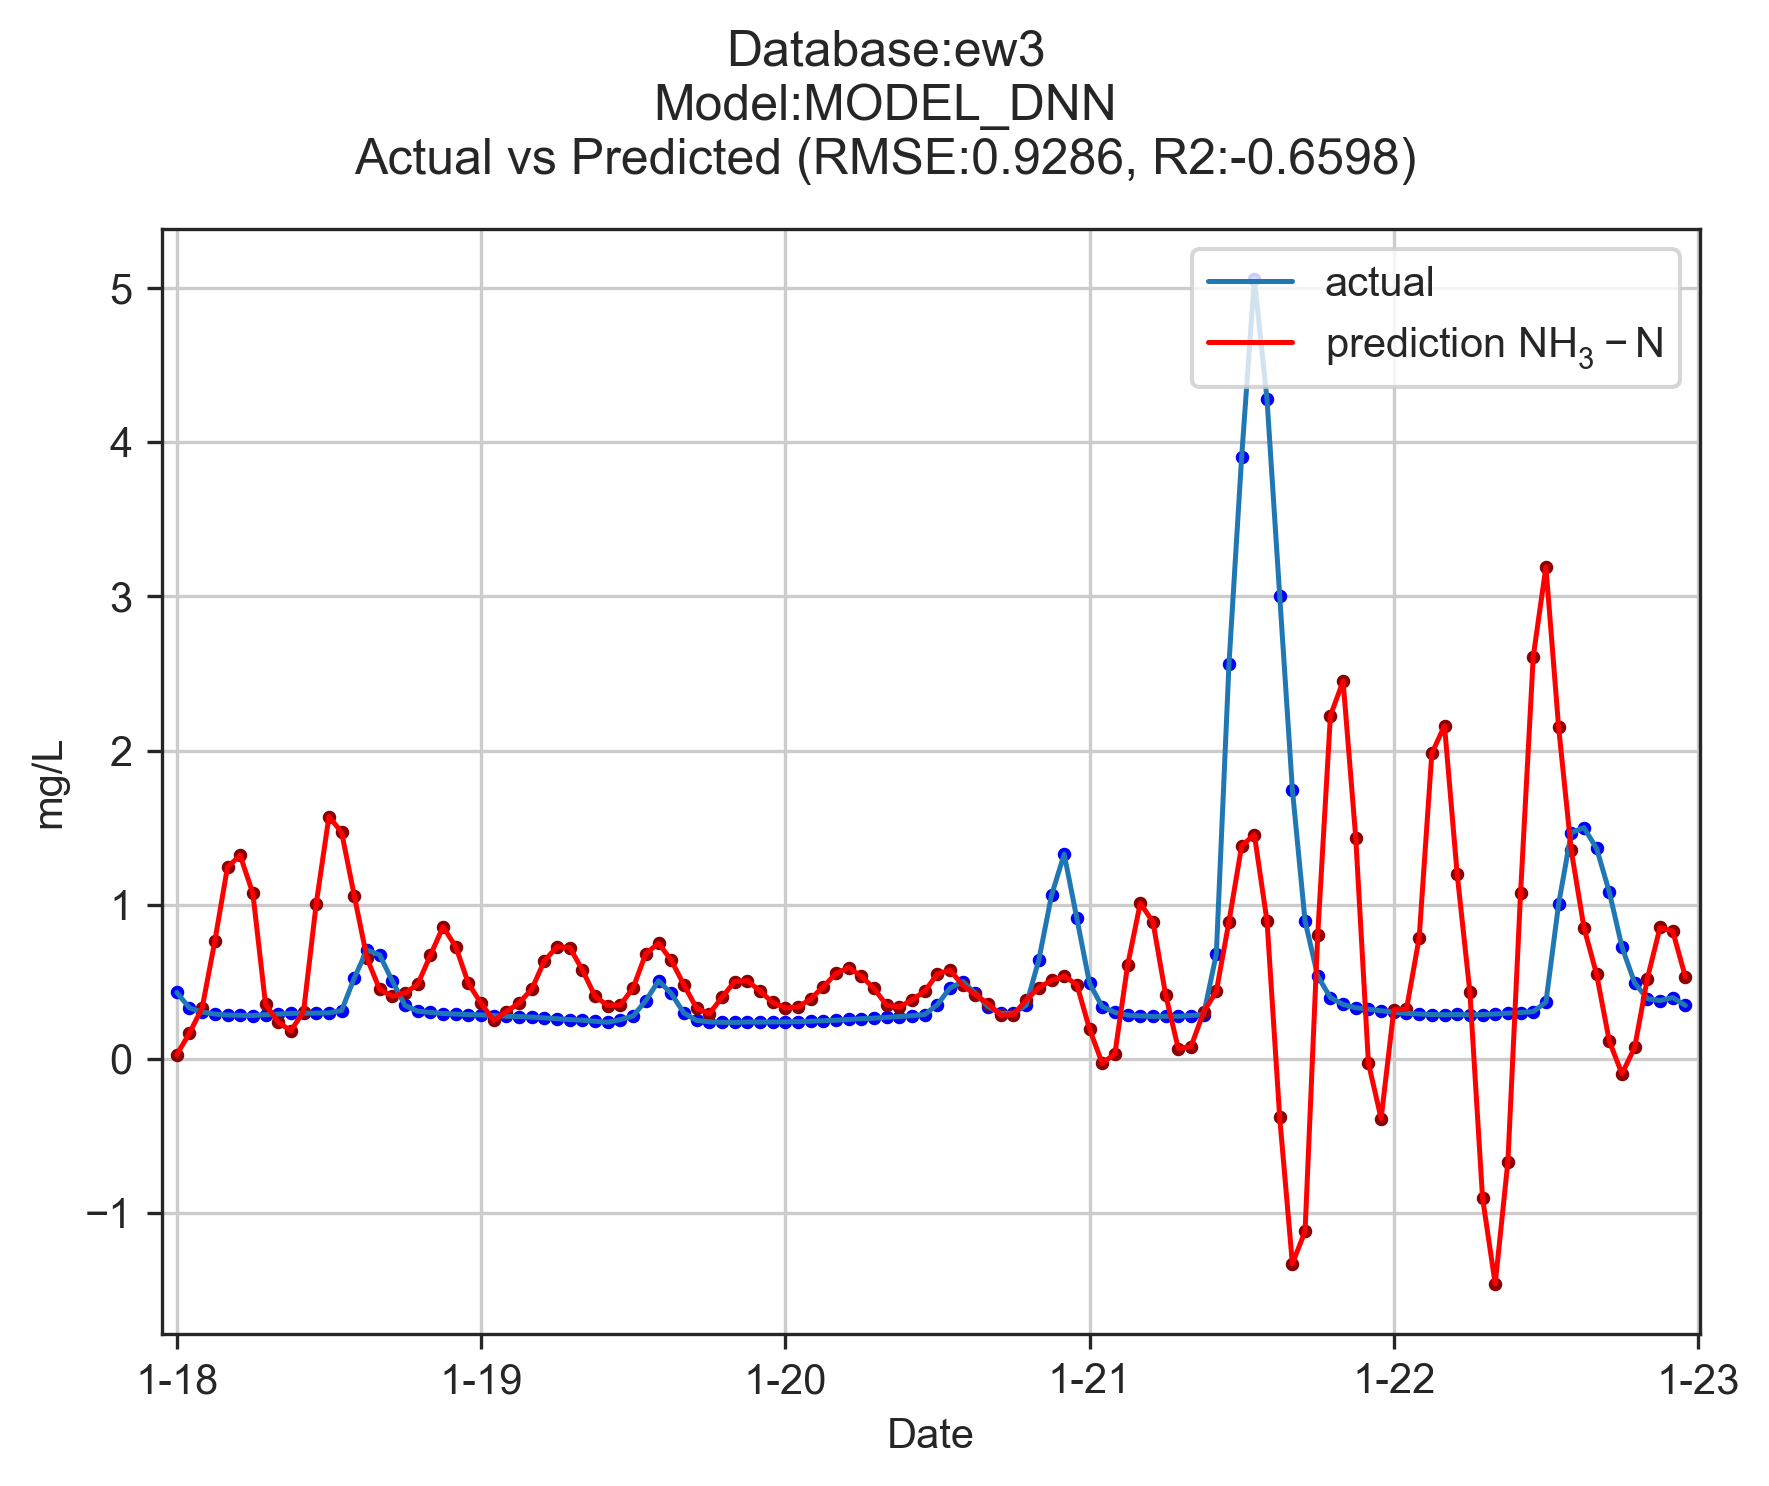 Database:ew3
Model:MODEL_DNN
Actual vs Predicted (RMSE:0.9286, R2:-0.6598)
actual
prediction NH₃ − N
5
4
3
2
1
0
−1
mg/L
1-18 1-19 1-20 1-21 1-22 1-23
Date